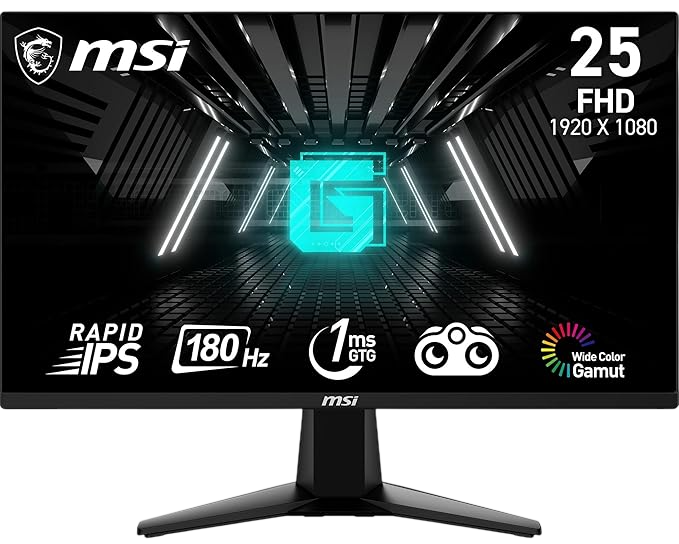 msi
25
FHD
1920 X 1080
RAPID
IPS
180Hz
1ms
GTG
Wide Color
Gamut
msi